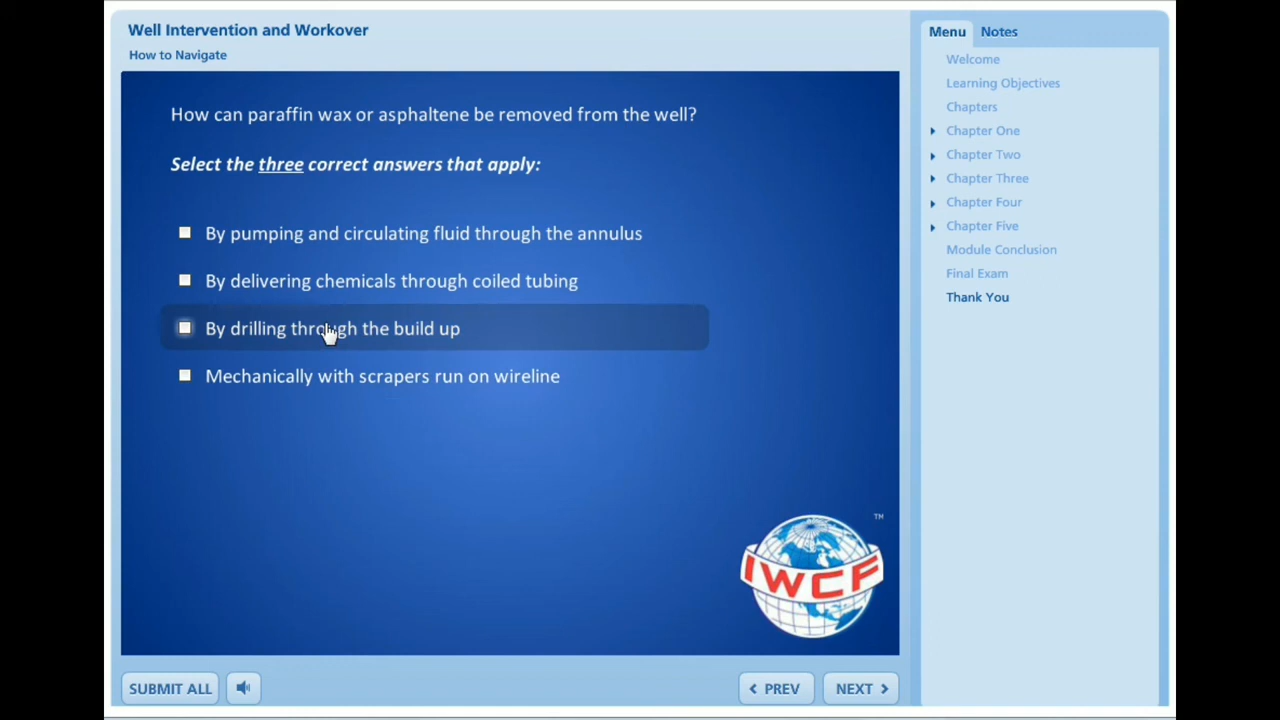 Well Intervention and Workover
How to Navigate
How can paraffin wax or asphaltene be removed from the well?
Select the three correct answers that apply:
By pumping and circulating fluid through the annulus
By delivering chemicals through coiled tubing
By drilling through the build up
Mechanically with scrapers run on wireline
IWCF
TM
SUBMIT ALL
PREV
NEXT
Menu
Notes
Welcome
Learning Objectives
Chapters
Chapter One
Chapter Two
Chapter Three
Chapter Four
Chapter Five
Module Conclusion
Final Exam
Thank You